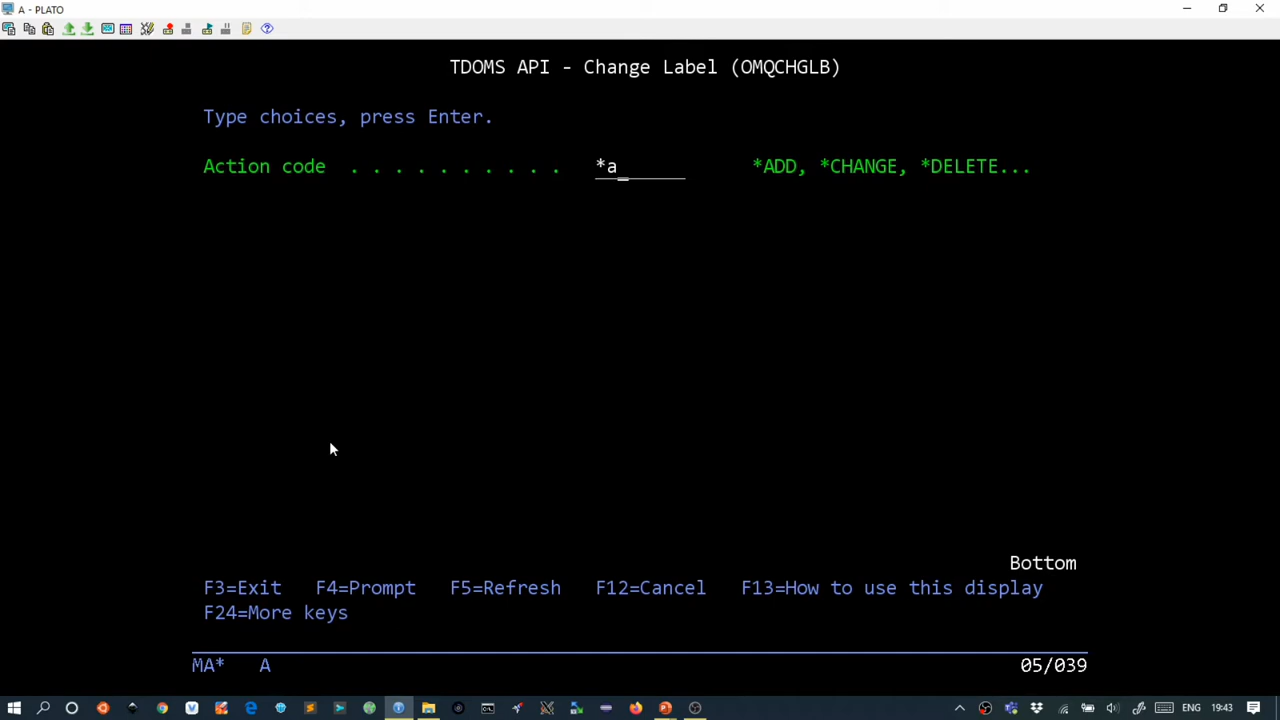 A - PLATO
TDOMS API - Change Label (OMQCHGLB)
Type choices, press Enter.
Action code . . . . . . . . . . *a_ *ADD, *CHANGE, *DELETE...
Bottom
F3=Exit F4=Prompt F5=Refresh F12=Cancel F13=How to use this display
F24=More keys
MA* A 05/039
ENG 19:43